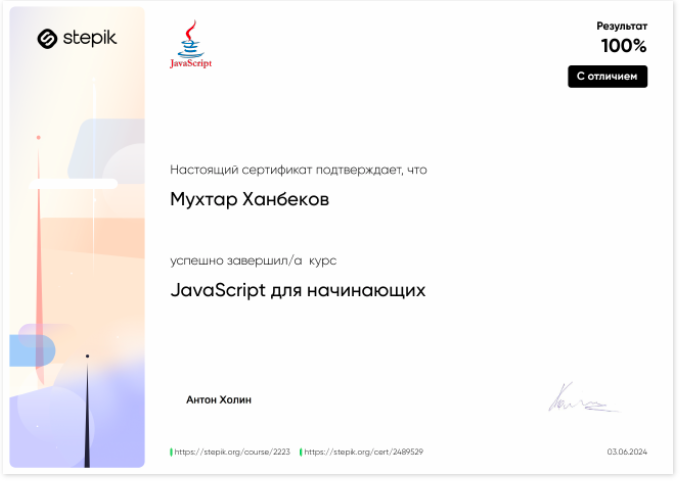 stepik
JavaScript
Результат
100%
С отличием
Настоящий сертификат подтверждает, что
Мухтар Ханбеков
успешно завершил/а курс
JavaScript для начинающих
Антон Холин
https://stepik.org/course/2223
https://stepik.org/cert/2489529
03.06.2024